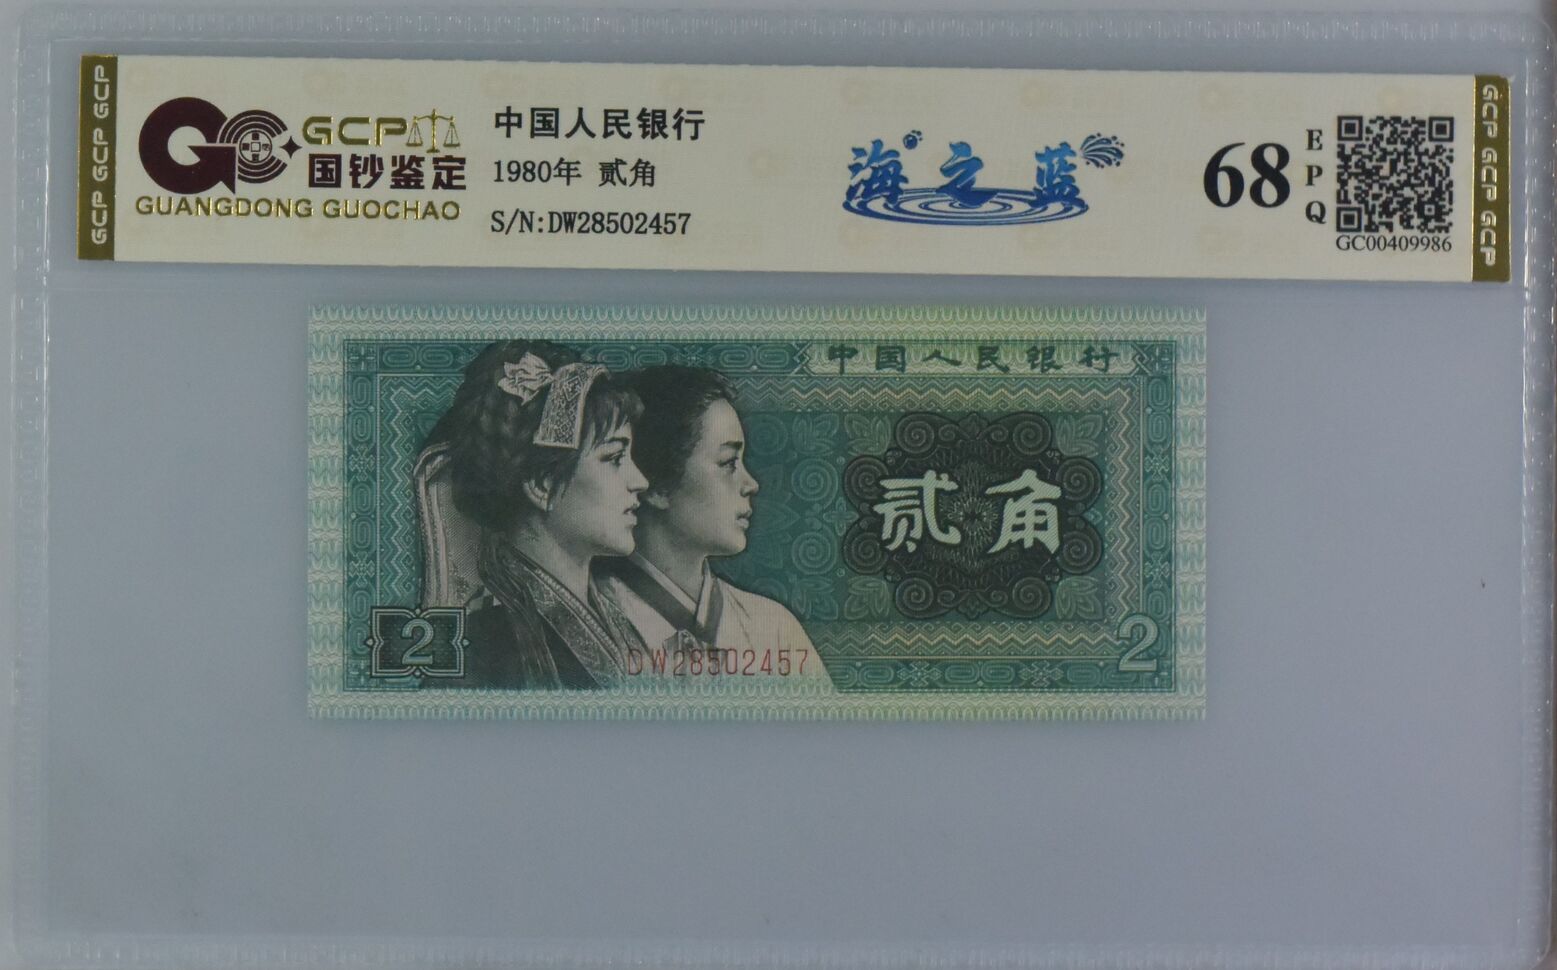 GCP GCP GCP
GCP
国钞鉴定
GUANGDONG GUOCHAO
中国人民银行
1980年 贰角
S/N:DW28502457
海之蓝
68
EPQ
GC00409986
GCP GCP GCP
中国人民银行
贰角
2
DW28502457
2